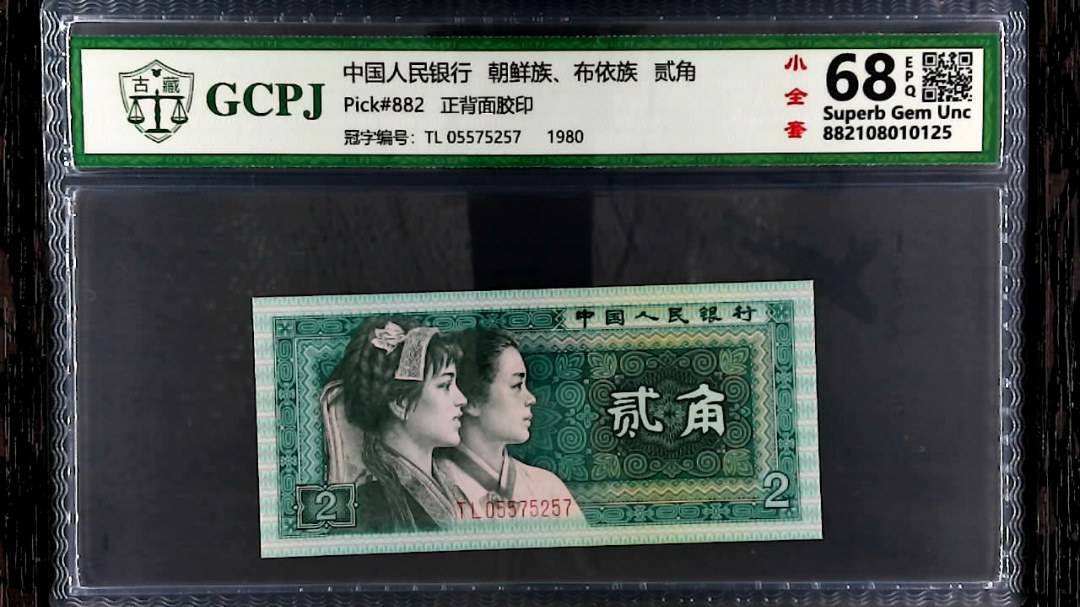 古藏
GCPJ
中国人民银行 朝鲜族、布依族 贰角
Pick#882 正背面胶印
冠字编号: TL 05575257 1980
小全套
68
EPQ
Superb Gem Unc
882108010125
中国人民银行
贰角
2
TL05575257
2